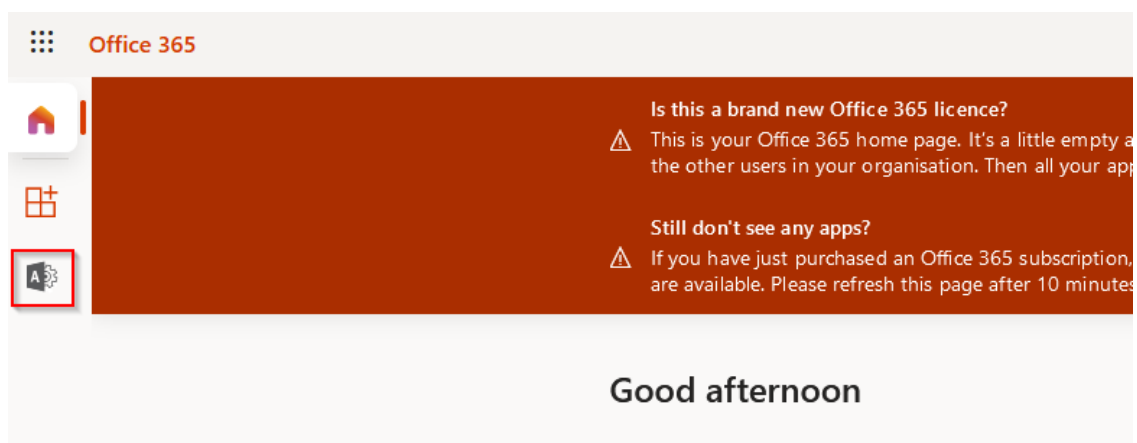 Office 365
Is this a brand new Office 365 licence?
This is your Office 365 home page. It's a little empty a
the other users in your organisation. Then all your app
Still don't see any apps?
If you have just purchased an Office 365 subscription,
are available. Please refresh this page after 10 minutes
A
Good afternoon